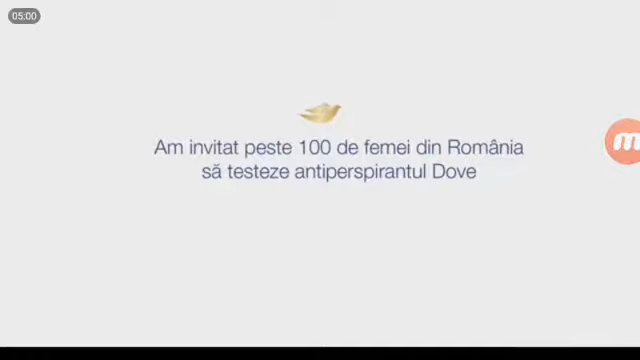 05:00
Am invitat peste 100 de femei din România
să testeze antiperspirantul Dove
m